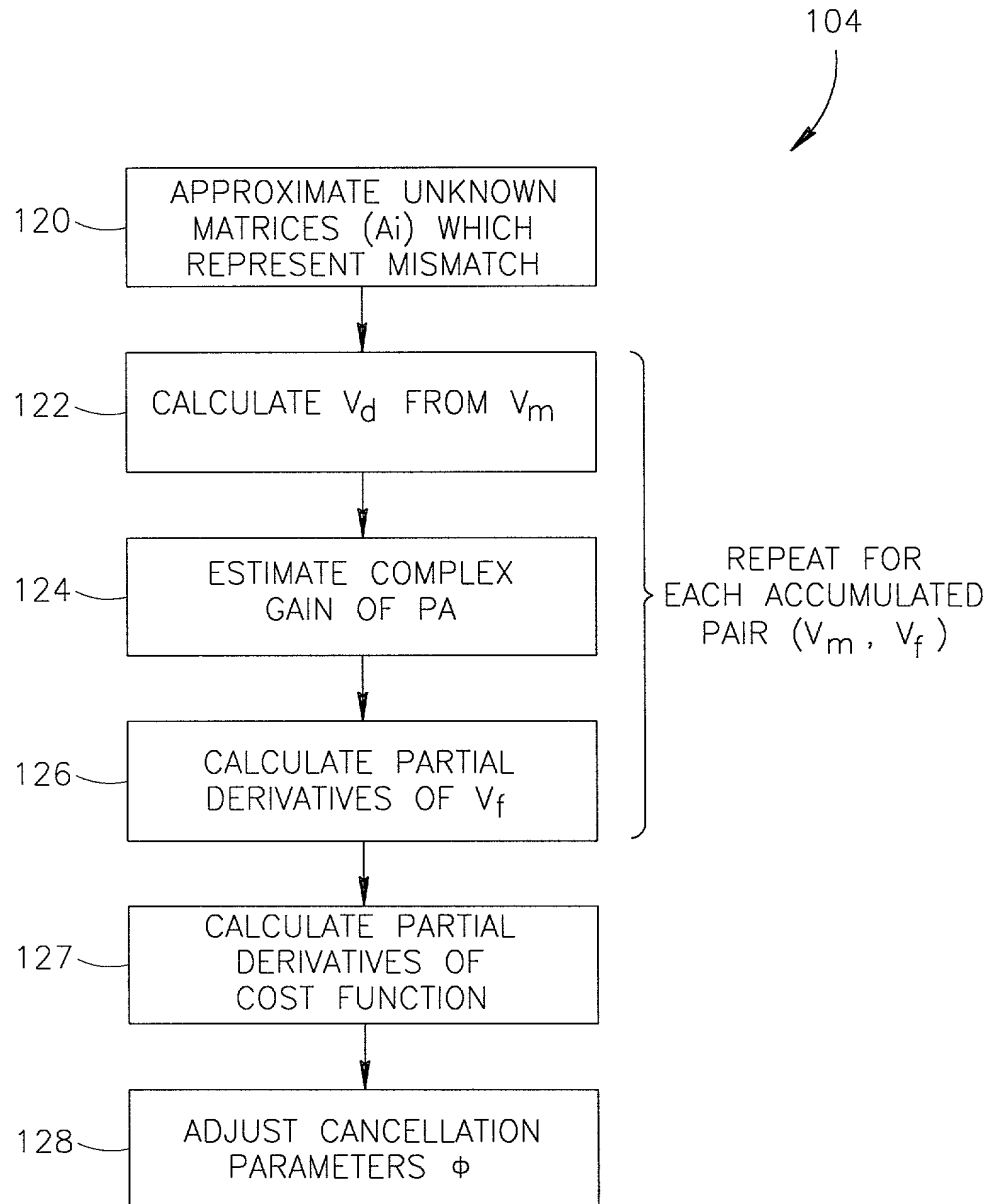 104
120
APPROXIMATE UNKNOWN
MATRICES (Ai) WHICH
REPRESENT MISMATCH
122
CALCULATE Vd FROM Vm
124
ESTIMATE COMPLEX
GAIN OF PA
REPEAT FOR
EACH ACCUMULATED
PAIR (Vm , Vf )
126
CALCULATE PARTIAL
DERIVATIVES OF Vf
127
CALCULATE PARTIAL
DERIVATIVES OF
COST FUNCTION
128
ADJUST CANCELLATION
PARAMETERS ϕ